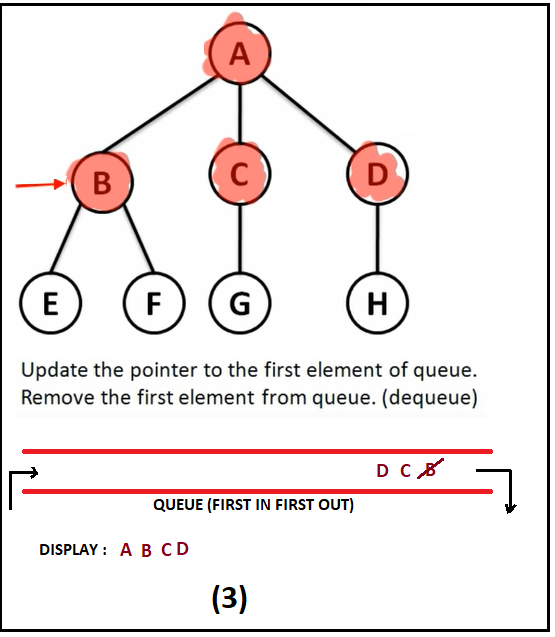 A
B
C
D
E
F
G
H
Update the pointer to the first element of queue.
Remove the first element from queue. (dequeue)
D C B
QUEUE (FIRST IN FIRST OUT)
DISPLAY : A B C D
(3)